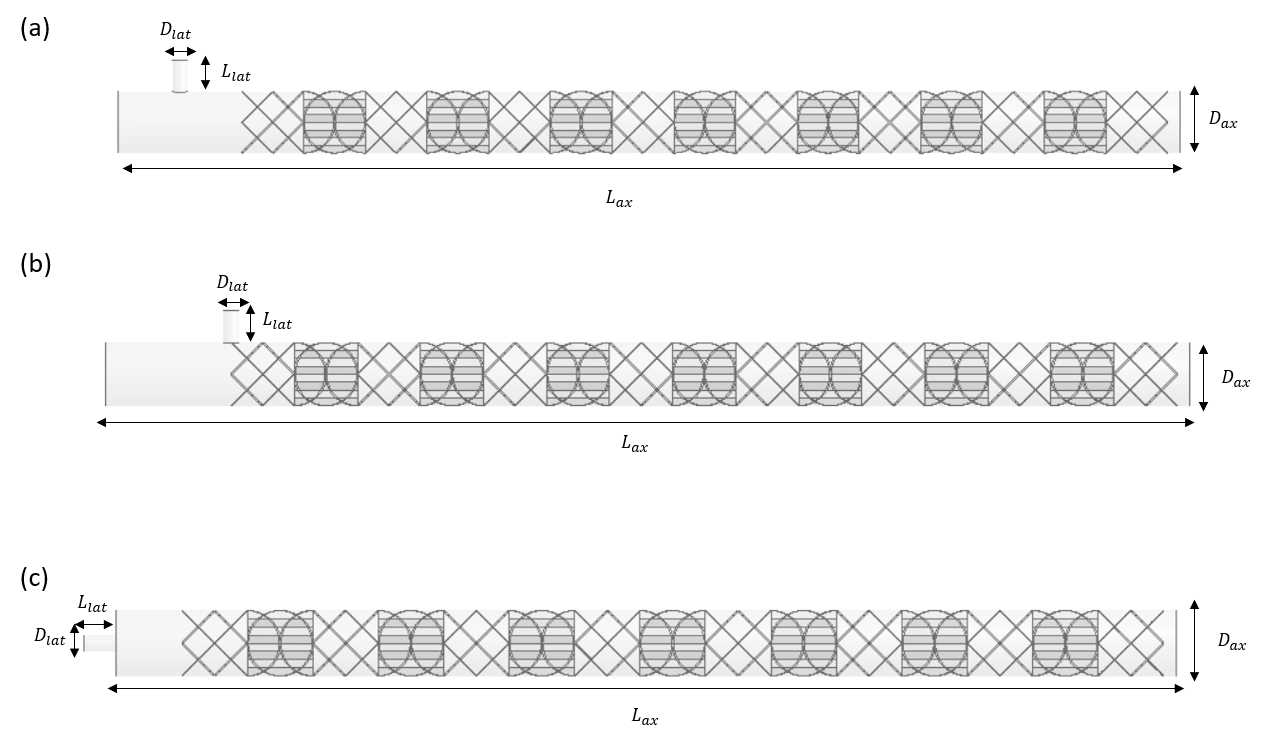 (a)
D_lat
L_lat
D_ax
L_ax
(b)
D_lat
L_lat
D_ax
L_ax
(c)
L_lat
D_lat
D_ax
L_ax